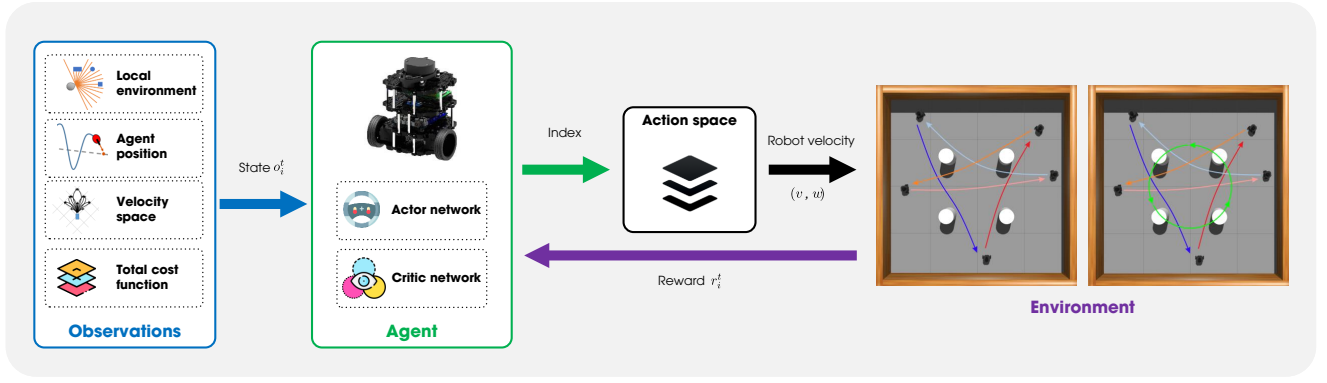 Local
environment
Agent
position
Velocity
space
Total cost
function
Observations
State $o_i^t$
Actor network
Critic network
Agent
Index
Action space
Robot velocity
(v , w)
Reward $r_i^t$
Environment